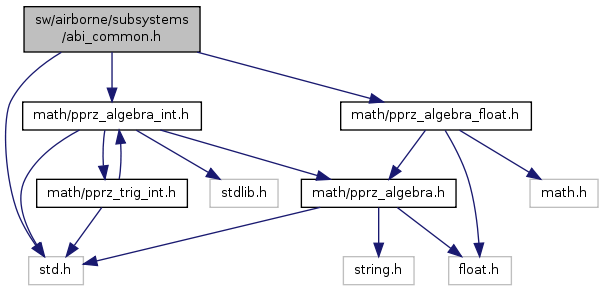 sw/airborne/subsystems
/abi_common.h
math/pprz_algebra_int.h
math/pprz_algebra_float.h
math/pprz_trig_int.h
stdlib.h
math/pprz_algebra.h
math.h
std.h
string.h
float.h